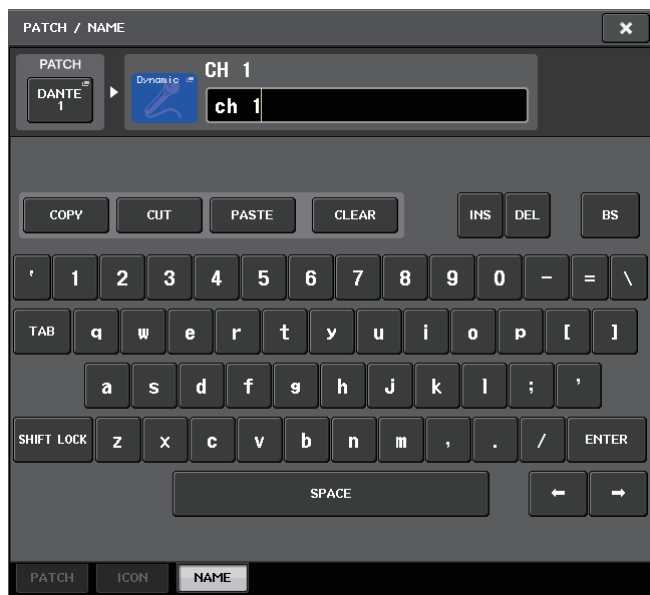 PATCH / NAME
PATCH
DANTE
1
Dynamic
CH 1
ch 1
COPY CUT PASTE CLEAR INS DEL BS
' 1 2 3 4 5 6 7 8 9 0 - = \
TAB q w e r t y u i o p [ ]
a s d f g h j k l ; '
SHIFT LOCK z x c v b n m , . / ENTER
SPACE ← →
PATCH ICON NAME